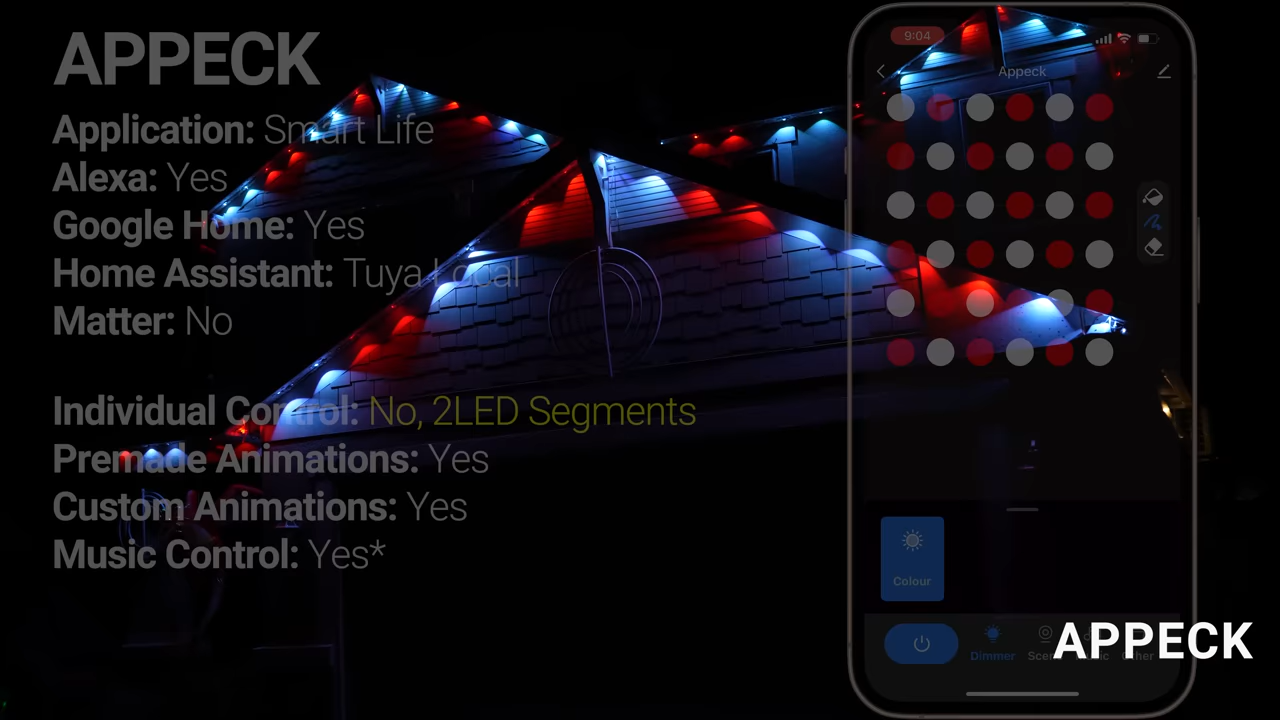 APPECK
Application: Smart Life
Alexa: Yes
Google Home: Yes
Home Assistant: Tuya Local
Matter: No
Individual Control: No, 2LED Segments
Premade Animations: Yes
Custom Animations: Yes
Music Control: Yes*
9:04
Appeck
Colour
Dimmer
APPECK